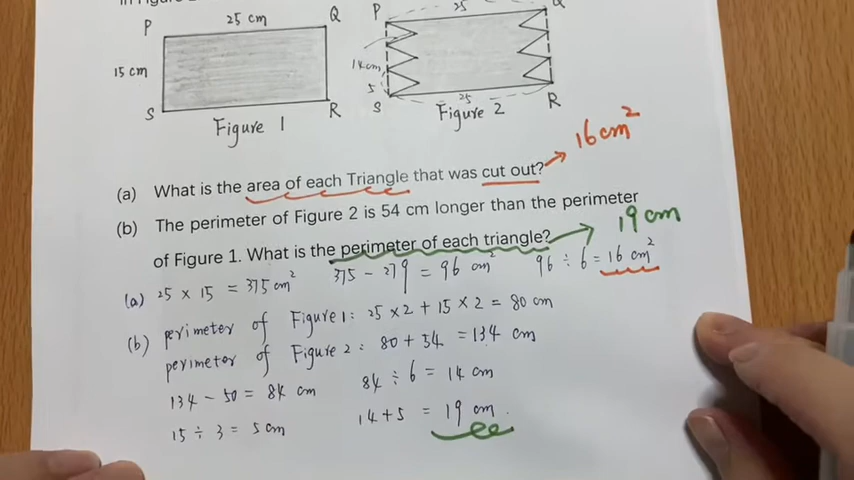 P 25 cm Q
15 cm
S R
Figure 1
P 25 Q
14cm
5
S 25 R
Figure 2
(a) What is the area of each Triangle that was cut out? → 16 cm²
(b) The perimeter of Figure 2 is 54 cm longer than the perimeter
of Figure 1. What is the perimeter of each triangle? → 19 cm
(a) 25 × 15 = 375 cm² 375 - 279 = 96 cm² 96 ÷ 6 = 16 cm²
(b) perimeter of Figure 1: 25 × 2 + 15 × 2 = 80 cm
perimeter of Figure 2: 80 + 54 = 134 cm
134 - 50 = 84 cm 84 ÷ 6 = 14 cm
15 ÷ 3 = 5 cm 14 + 5 = 19 cm.